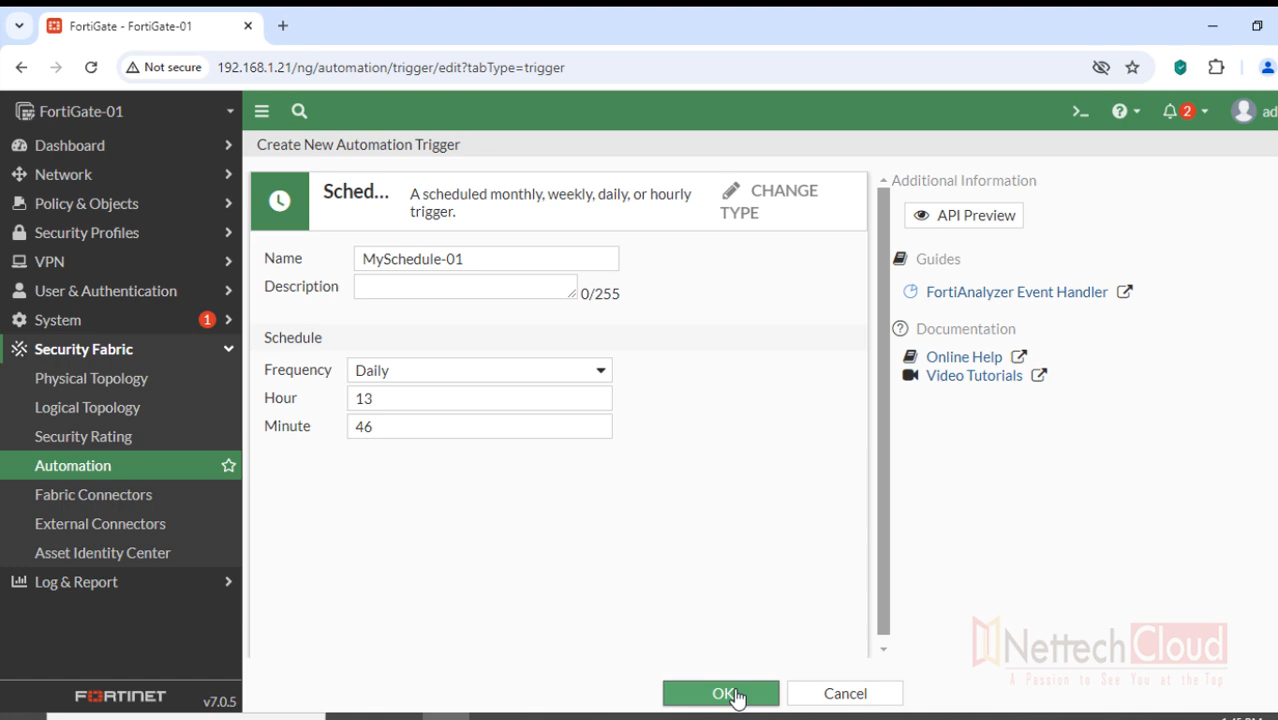 FortiGate - FortiGate-01
Not secure
192.168.1.21/ng/automation/trigger/edit?tabType=trigger
FortiGate-01
2
ad
Dashboard
Network
Policy & Objects
Security Profiles
VPN
User & Authentication
System
1
Security Fabric
Physical Topology
Logical Topology
Security Rating
Automation
Fabric Connectors
External Connectors
Asset Identity Center
Log & Report
FORTINET
v7.0.5
Create New Automation Trigger
Sched...
A scheduled monthly, weekly, daily, or hourly
trigger.
CHANGE
TYPE
Name
MySchedule-01
Description
0/255
Schedule
Frequency
Daily
Hour
13
Minute
46
OK
Cancel
Additional Information
API Preview
Guides
FortiAnalyzer Event Handler
Documentation
Online Help
Video Tutorials
NettechCloud
A Passion to See You at the Top